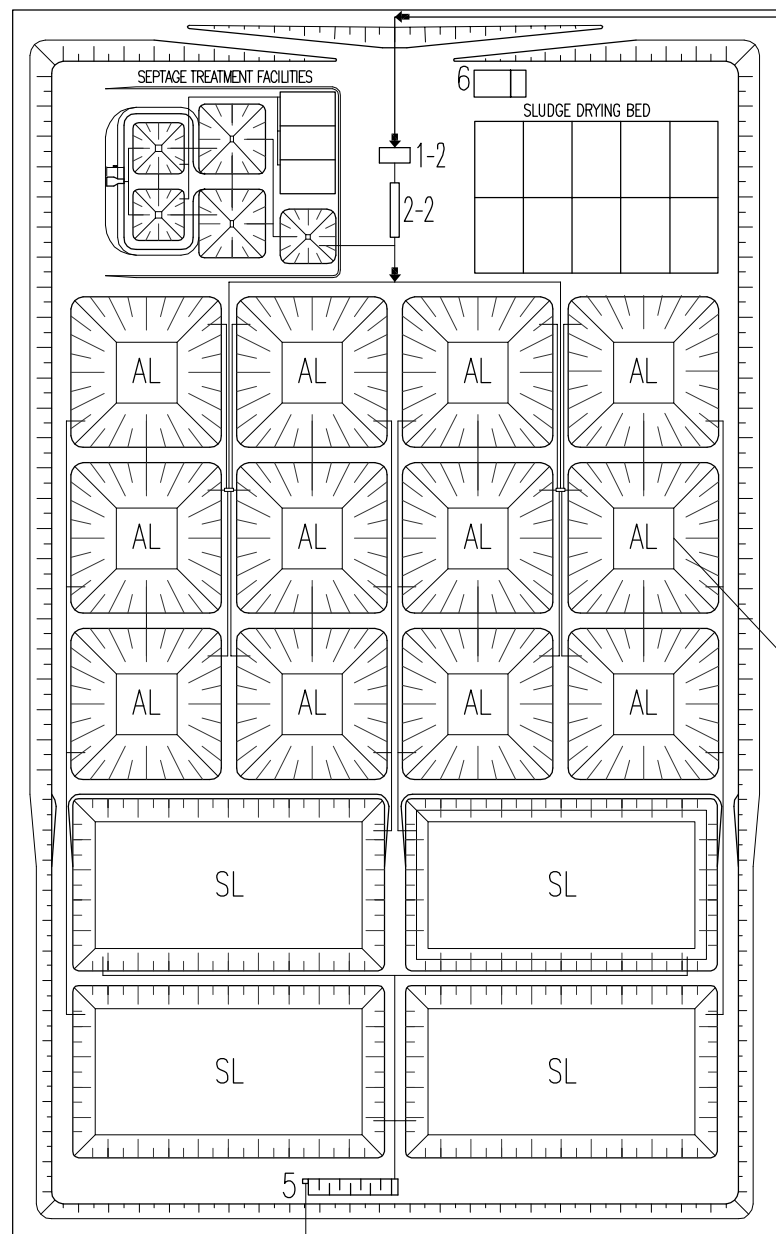 SEPTAGE TREATMENT FACILITIES
6
SLUDGE DRYING BED
1-2
2-2
AL AL AL AL
AL AL AL AL
AL AL AL AL
SL SL
SL SL
5